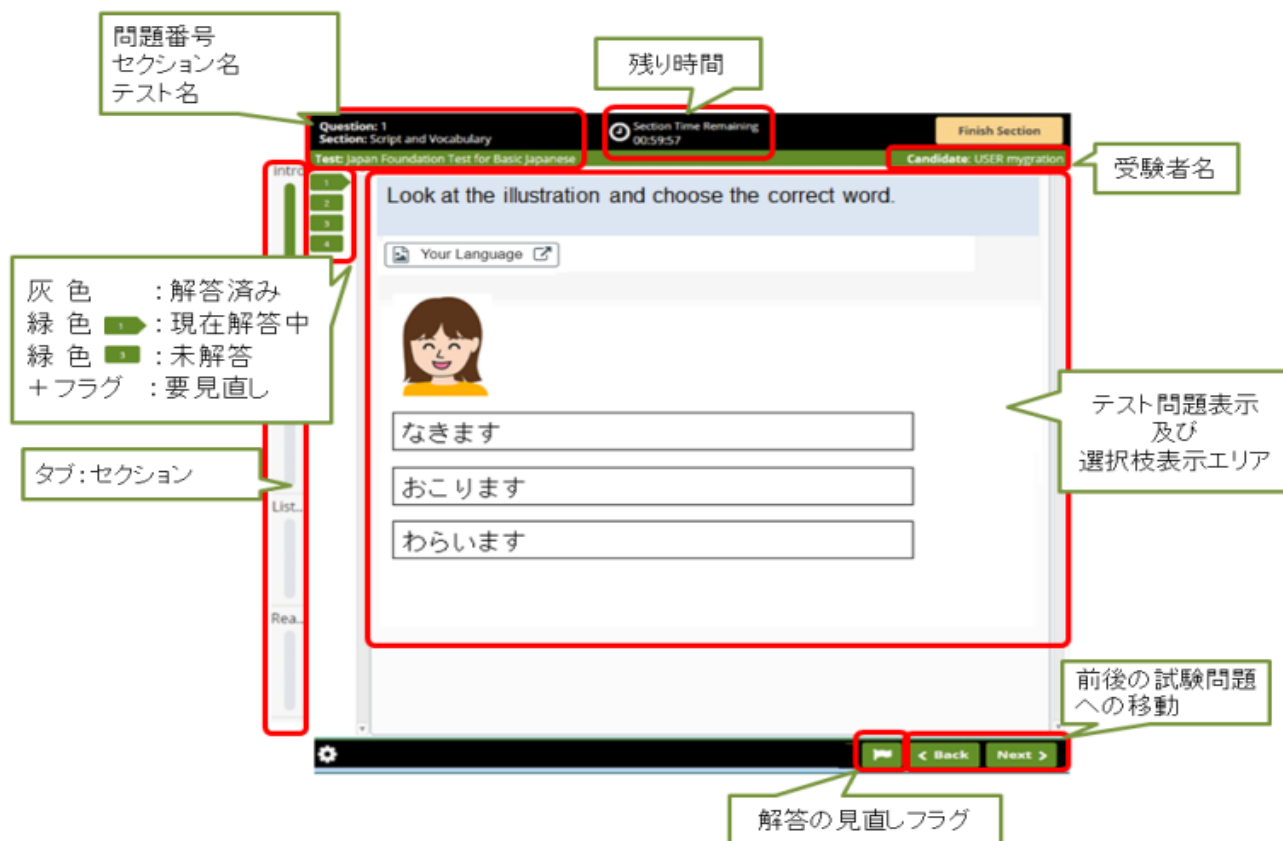 問題番号
セクション名
テスト名
残り時間
Question: 1
Section: Script and Vocabulary
Section Time Remaining
00:59:57
Finish Section
Test: Japan Foundation Test for Basic Japanese
Candidate: USER mygration
受験者名
Intro
1
2
3
4
Look at the illustration and choose the correct word.
Your Language
灰 色 :解答済み
緑 色 1 :現在解答中
緑 色 3 :未解答
+フラグ :要見直し
なきます
おこります
わらいます
テスト問題表示
及び
選択枝表示エリア
タブ:セクション
List..
Rea..
前後の試験問題
への移動
< Back
Next >
解答の見直しフラグ